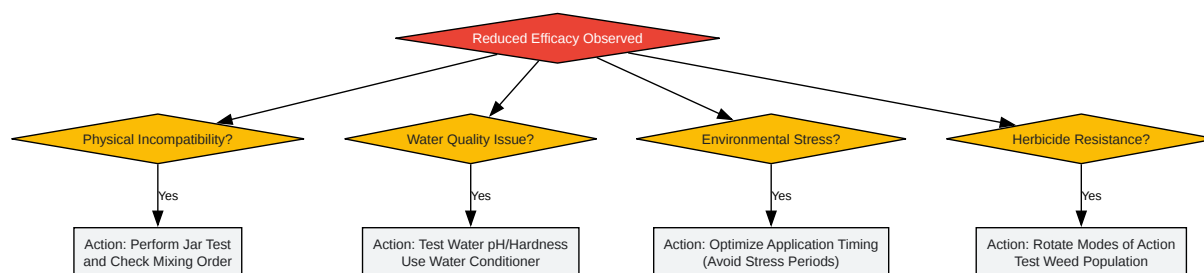 Reduced Efficacy Observed
Physical Incompatibility?
Water Quality Issue?
Environmental Stress?
Herbicide Resistance?
Yes
Yes
Yes
Yes
Action: Perform Jar Test
and Check Mixing Order
Action: Test Water pH/Hardness
Use Water Conditioner
Action: Optimize Application Timing
(Avoid Stress Periods)
Action: Rotate Modes of Action
Test Weed Population